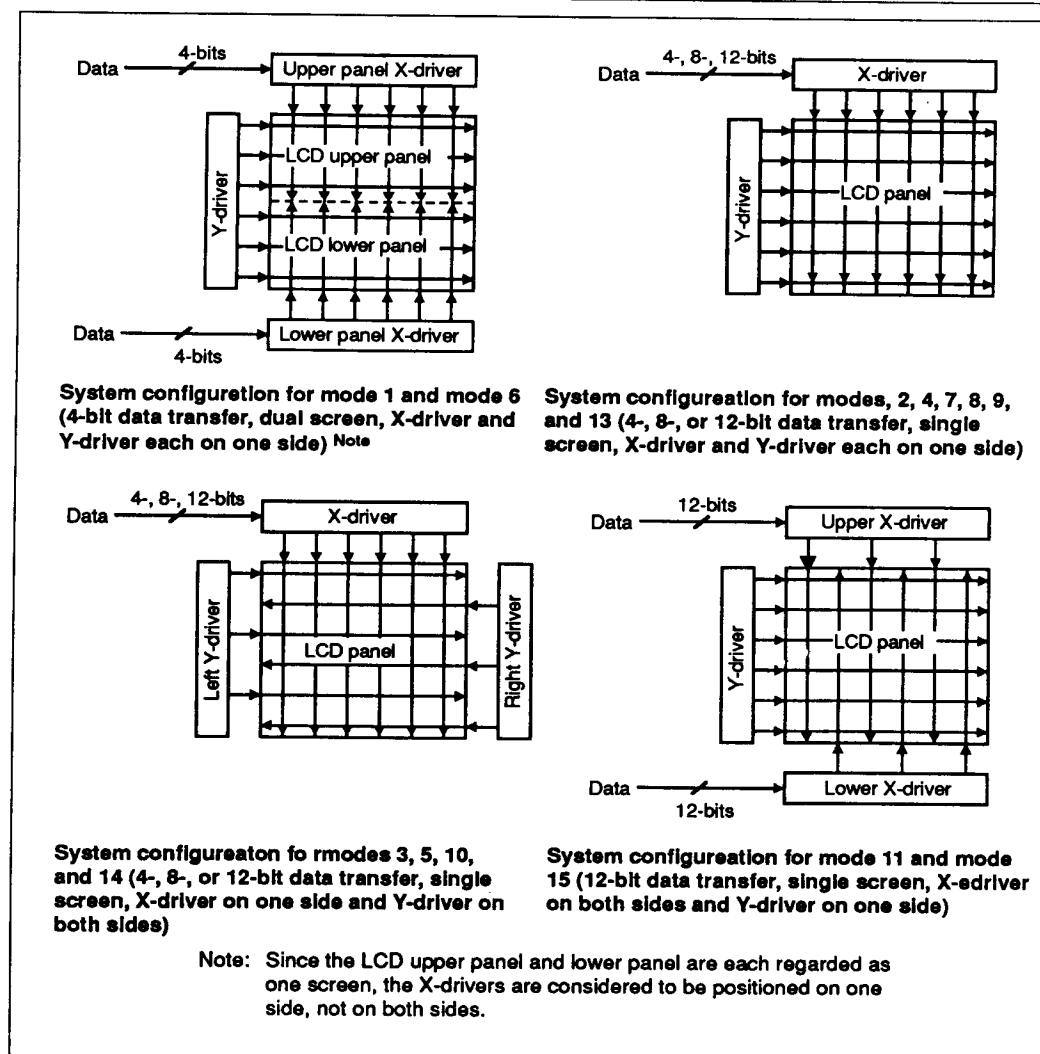 4-bits
Data
Upper panel X-driver
Y-driver
LCD upper panel
LCD lower panel
Data
4-bits
Lower panel X-driver
System configuretion for mode 1 and mode 6
(4-bit data transfer, dual screen, X-driver and
Y-driver each on one side) Note
4-, 8-, 12-bits
Data
X-driver
Y-driver
LCD panel
System configureation for modes, 2, 4, 7, 8, 9,
and 13 (4-, 8-, or 12-bit data transfer, single
screen, X-driver and Y-driver each on one side)
4-, 8-, 12-bits
Data
X-driver
Left Y-driver
LCD panel
Right Y-driver
System configureaton fo rmodes 3, 5, 10,
and 14 (4-, 8-, or 12-bit data transfer, single
screen, X-driver on one side and Y-driver on
both sides)
12-bits
Data
Upper X-driver
Y-driver
LCD panel
Data
12-bits
Lower X-driver
System configureation for mode 11 and mode
15 (12-bit data transfer, single screen, X-edriver
on both sides and Y-driver on one side)
Note: Since the LCD upper panel and lower panel are each regarded as
one screen, the X-drivers are considered to be positioned on one
side, not on both sides.